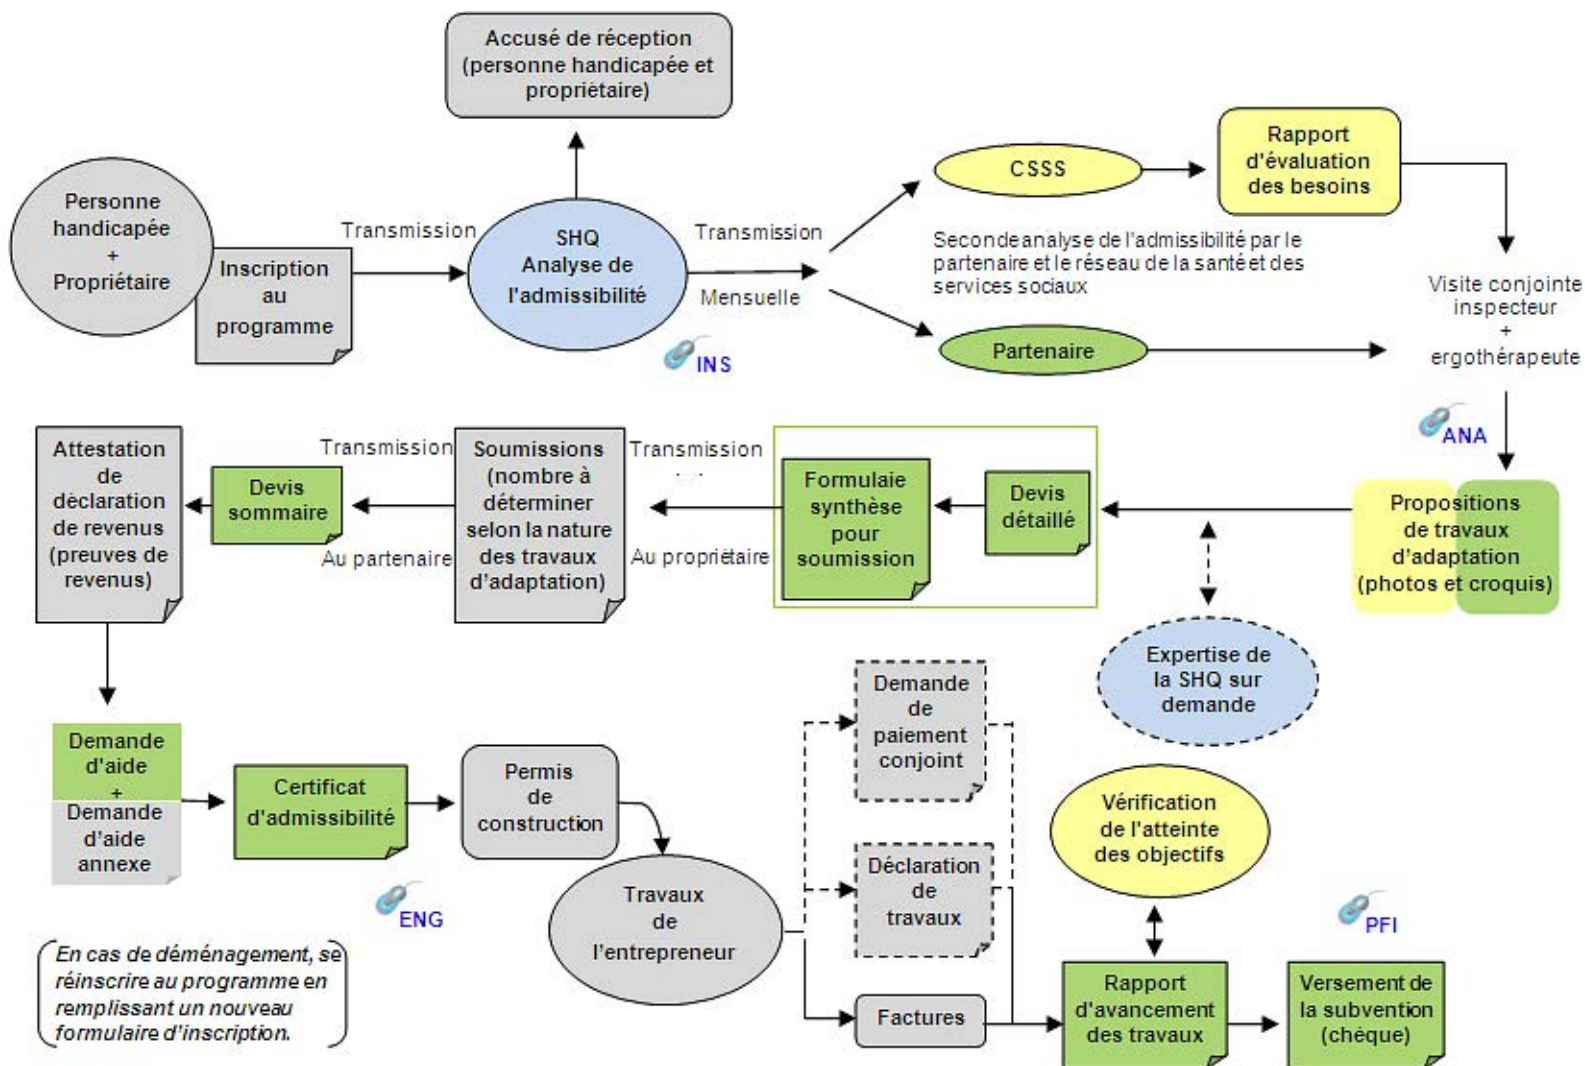 Accusé de réception
(personne handicapée et
propriétaire)
Personne
handicapée
+
Propriétaire
Inscription
au
programme
Transmission
SHQ
Analyse de
l'admissibilité
INS
Transmission
Mensuelle
CSSS
Rapport
d'évaluation
des besoins
Seconde analyse de l'admissibilité par le
partenaire et le réseau de la santé et des
services sociaux
Partenaire
Visite conjointe
inspecteur
+
ergothérapeute
ANA
Propositions
de travaux
d'adaptation
(photos et croquis)
Expertise de
la SHQ sur
demande
Devis
détaillé
Formulaie
synthèse
pour
soumission
Transmission
Au propriétaire
Soumissions
(nombre à
déterminer
selon la nature
des travaux
d'adaptation)
Transmission
Au partenaire
Devis
sommaire
Attestation
de
dèclaration
de revenus
(preuves de
revenus)
Demande
d'aide
+
Demande
d'aide
annexe
Certificat
d'admissibilité
ENG
Permis
de
construction
Travaux
de
l'entrepreneur
Demande
de
paiement
conjoint
Déclaration
de
travaux
Factures
Vérification
de l'atteinte
des objectifs
Rapport
d'avancement
des travaux
PFI
Versement de
la subvention
(chèque)
En cas de déménagement, se
réinscrire au programme en
remplissant un nouveau
formulaire d'inscription.